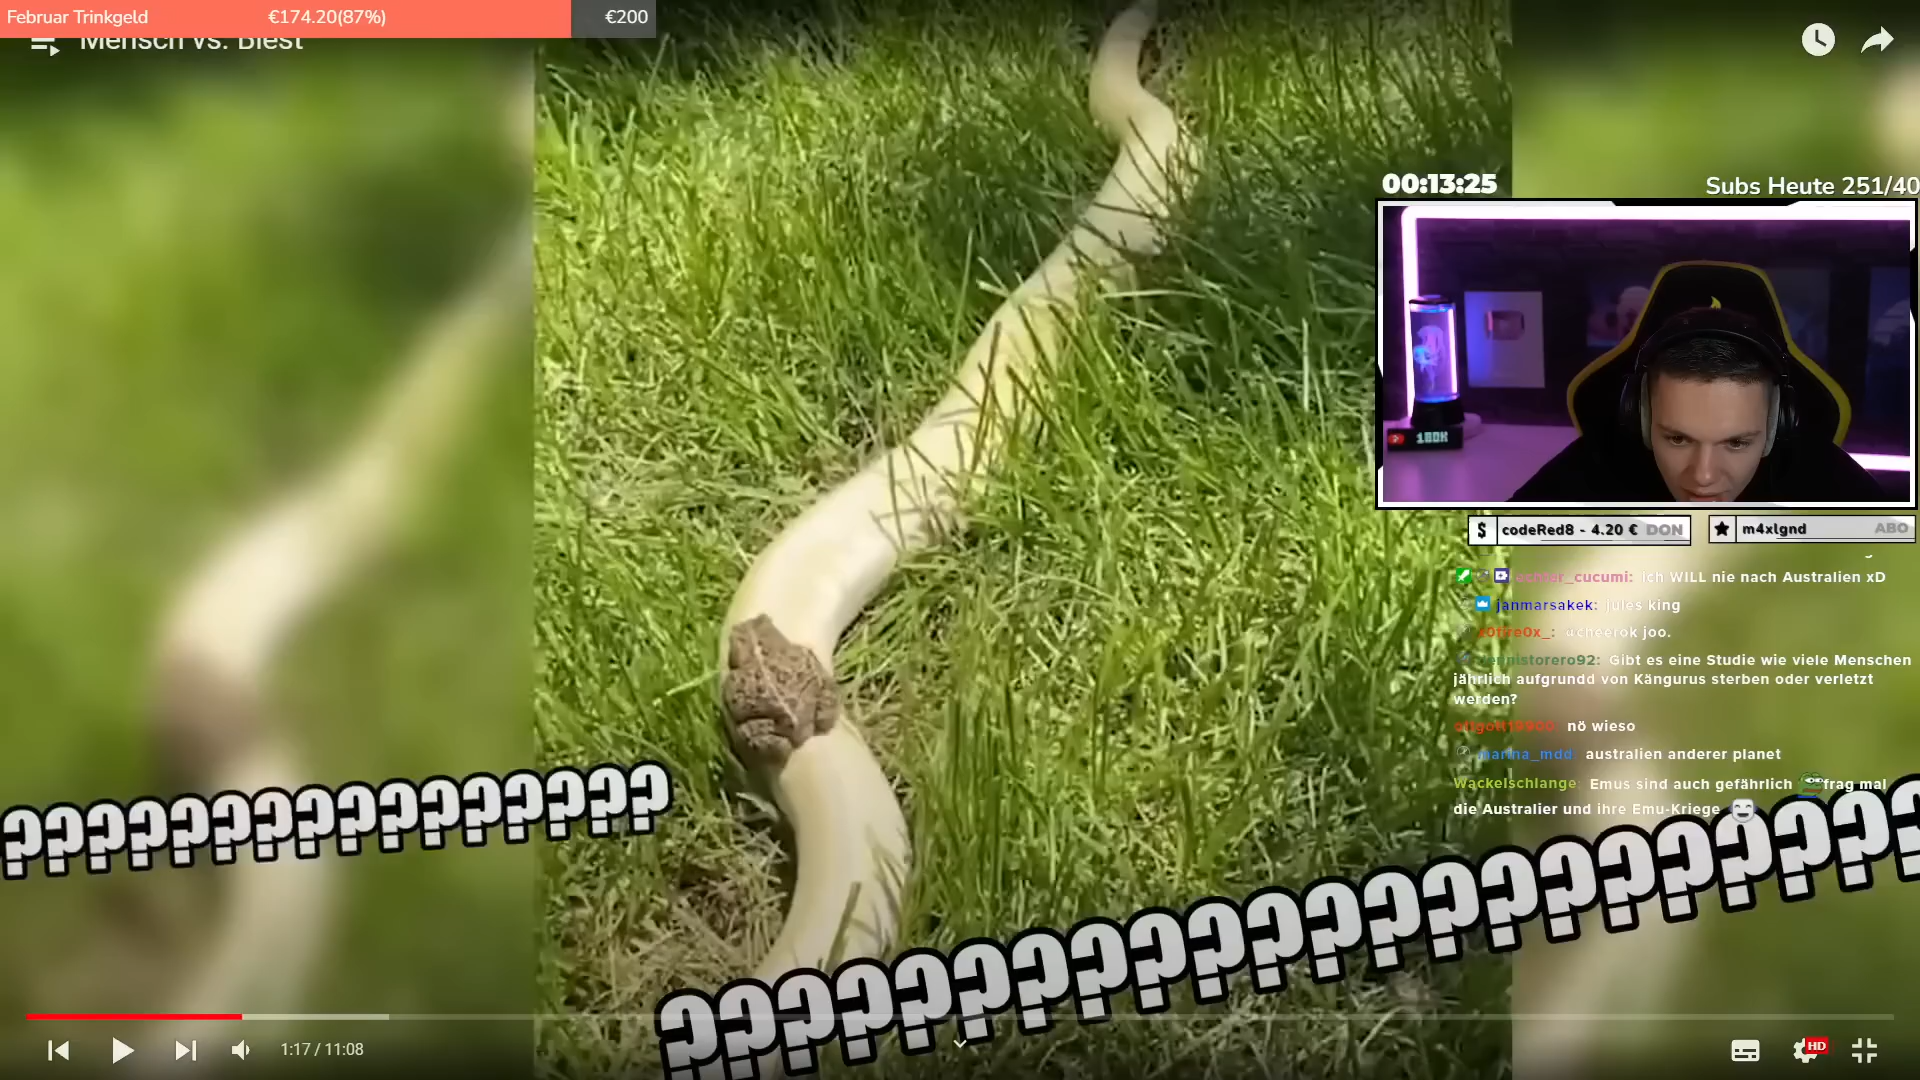 Februar Trinkgeld €174.20(87%) €200
Mensch vs. Biest
00:13:25
Subs Heute 251/40
180K
$ codeRed8 - 4.20 € DON
m4xlgnd ABO
Ich WILL nie nach Australien xD
janmarsakek: jules king
@cheerok joo.
Gibt es eine Studie wie viele Menschen
jährlich aufgrundd von Kängurus sterben oder verletzt
werden?
nö wieso
marina_mdd: australien anderer planet
Wackelschlange: Emus sind auch gefährlich frag mal
die Australier und ihre Emu-Kriege
????????????????
??????????????????????
1:17 / 11:08
HD